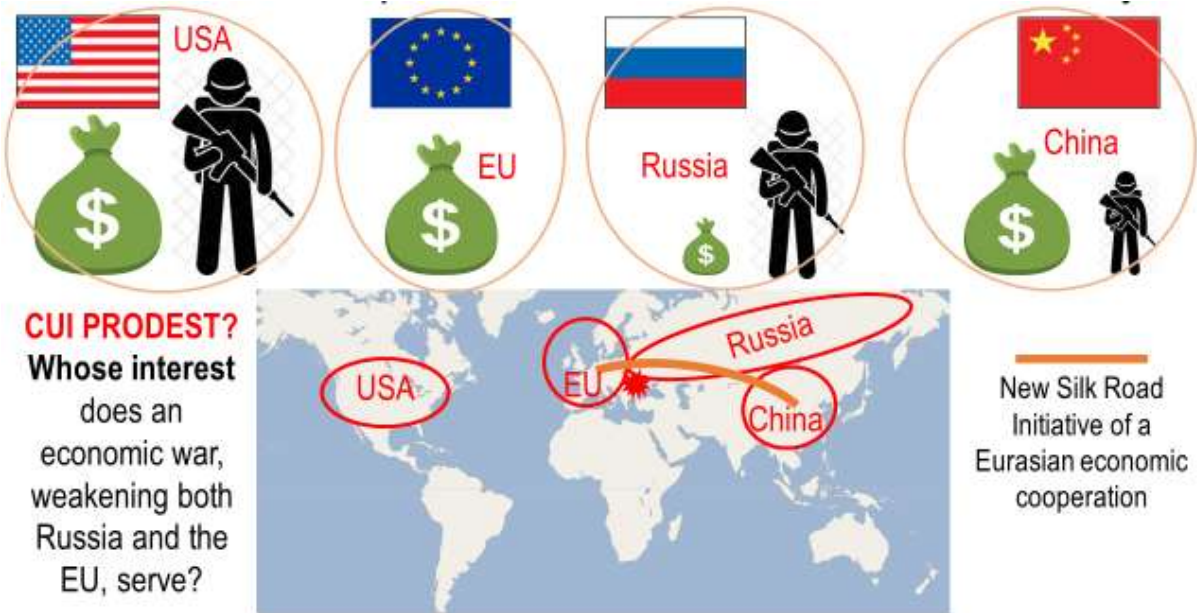 USA
EU
Russia
China
$
$
$
$
CUI PRODEST?
Whose interest
does an
economic war,
weakening both
Russia and the
EU, serve?
USA
EU
Russia
China
New Silk Road
Initiative of a
Eurasian economic
cooperation